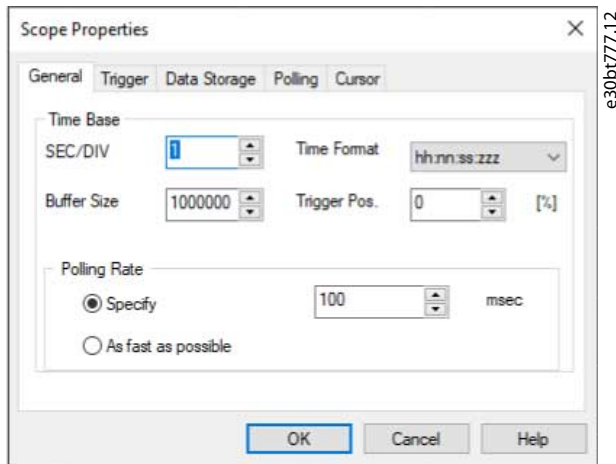 Scope Properties
General Trigger Data Storage Polling Cursor
Time Base
SEC/DIV 1 Time Format hh:nn:ss:zzz
Buffer Size 1000000 Trigger Pos. 0 [%]
Polling Rate
Specify 100 msec
As fast as possible
OK Cancel Help
e30bt777.12